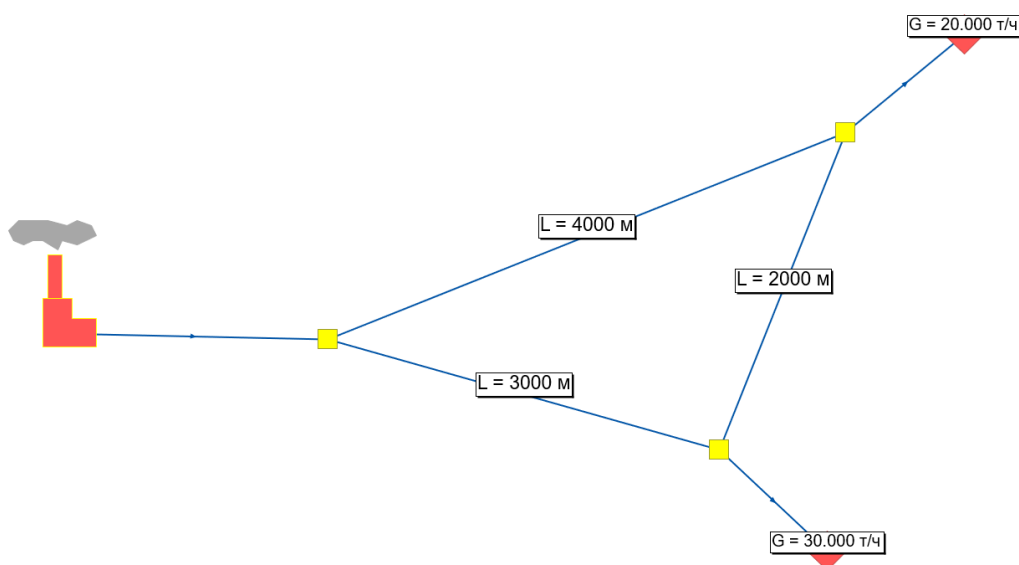 G = 20.000 т/ч
L = 4000 м
L = 2000 м
L = 3000 м
G = 30.000 т/ч